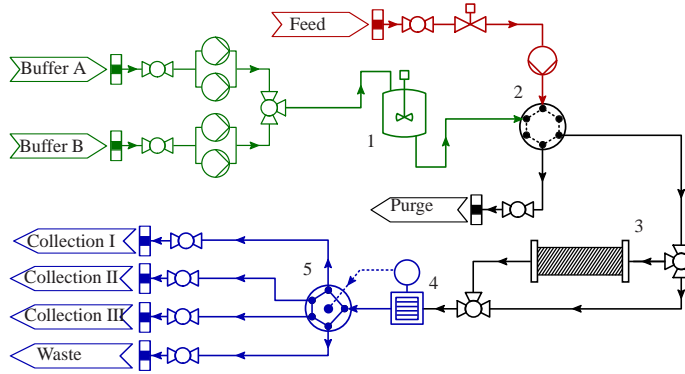 Feed
Buffer A
2
1
Buffer B
Purge
3
Collection I
5
4
Collection II
Collection III
Waste